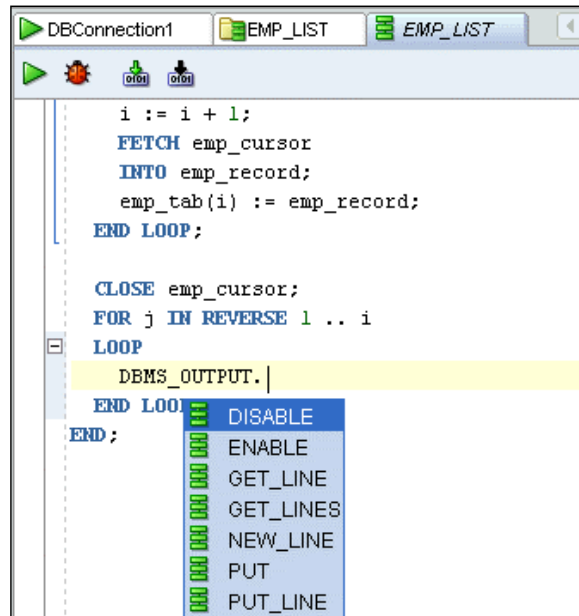 DBConnection1 EMP_LIST EMP_LIST
i := i + 1;
FETCH emp_cursor
INTO emp_record;
emp_tab(i) := emp_record;
END LOOP;
CLOSE emp_cursor;
FOR j IN REVERSE 1 .. i
LOOP
DBMS_OUTPUT.
END LOO
DISABLE
END;
ENABLE
GET_LINE
GET_LINES
NEW_LINE
PUT
PUT_LINE